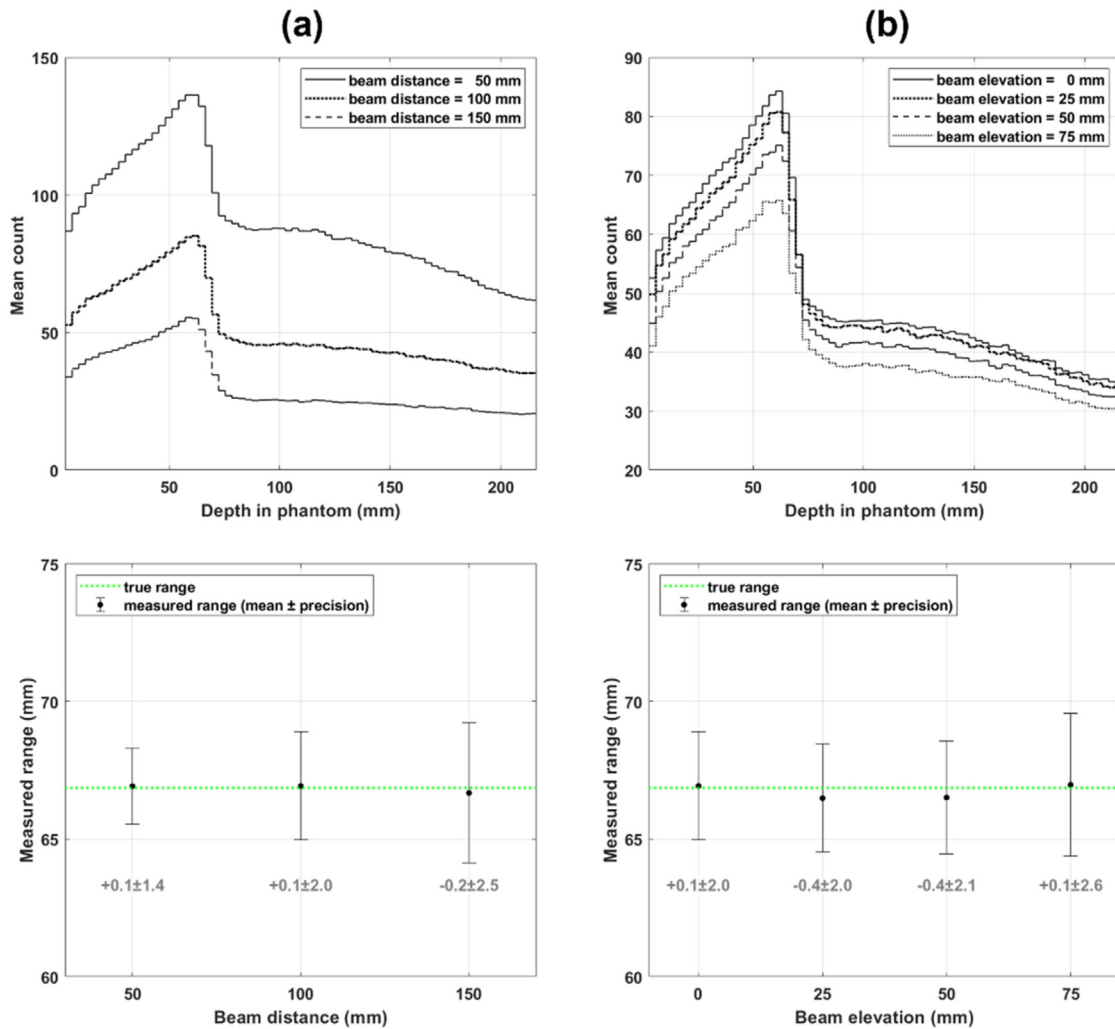 (a)
150
100
50
0
Mean count
beam distance =   50 mm
beam distance = 100 mm
beam distance = 150 mm
50
100
150
200
Depth in phantom (mm)
(b)
90
80
70
60
50
40
30
20
Mean count
beam elevation =   0 mm
beam elevation = 25 mm
beam elevation = 50 mm
beam elevation = 75 mm
50
100
150
200
Depth in phantom (mm)
75
70
65
60
Measured range (mm)
true range
measured range (mean ± precision)
+0.1±1.4
+0.1±2.0
-0.2±2.5
50
100
150
Beam distance (mm)
75
70
65
60
Measured range (mm)
true range
measured range (mean ± precision)
+0.1±2.0
-0.4±2.0
-0.4±2.1
+0.1±2.6
0
25
50
75
Beam elevation (mm)